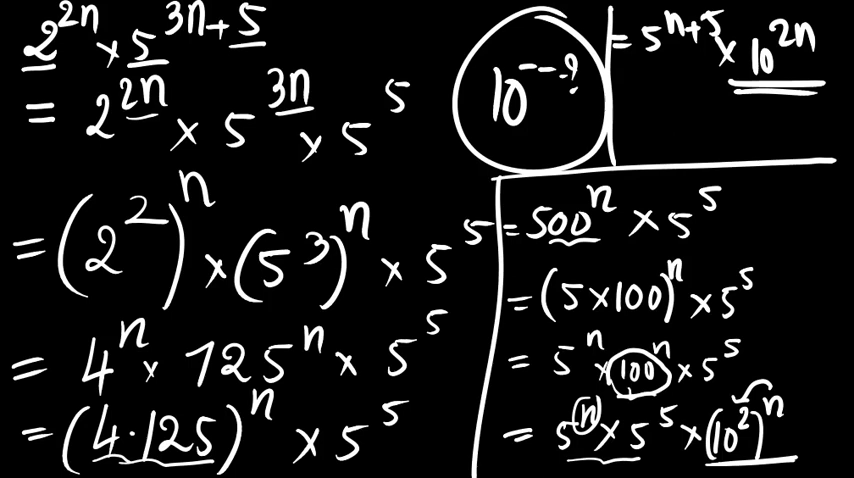 2^{2n} × 5^{3n+5}
= 2^{2n} × 5^{3n} × 5^5
= (2^2)^n × (5^3)^n × 5^5
= 4^n × 125^n × 5^5
= (4·125)^n × 5^5
= 500^n × 5^5
= (5×100)^n × 5^5
= 5^n × 100^n × 5^5
= 5^n × 5^5 × (10^2)^n
= 5^{n+5} × 10^{2n}
10^{---?}